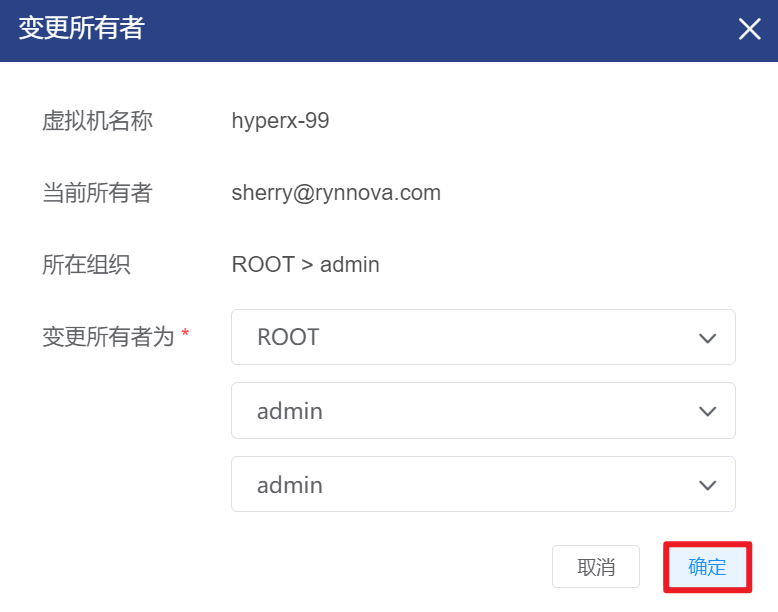 变更所有者
虚拟机名称 hyperx-99
当前所有者 sherry@rynnova.com
所在组织 ROOT > admin
变更所有者为 * ROOT
admin
admin
取消 确定